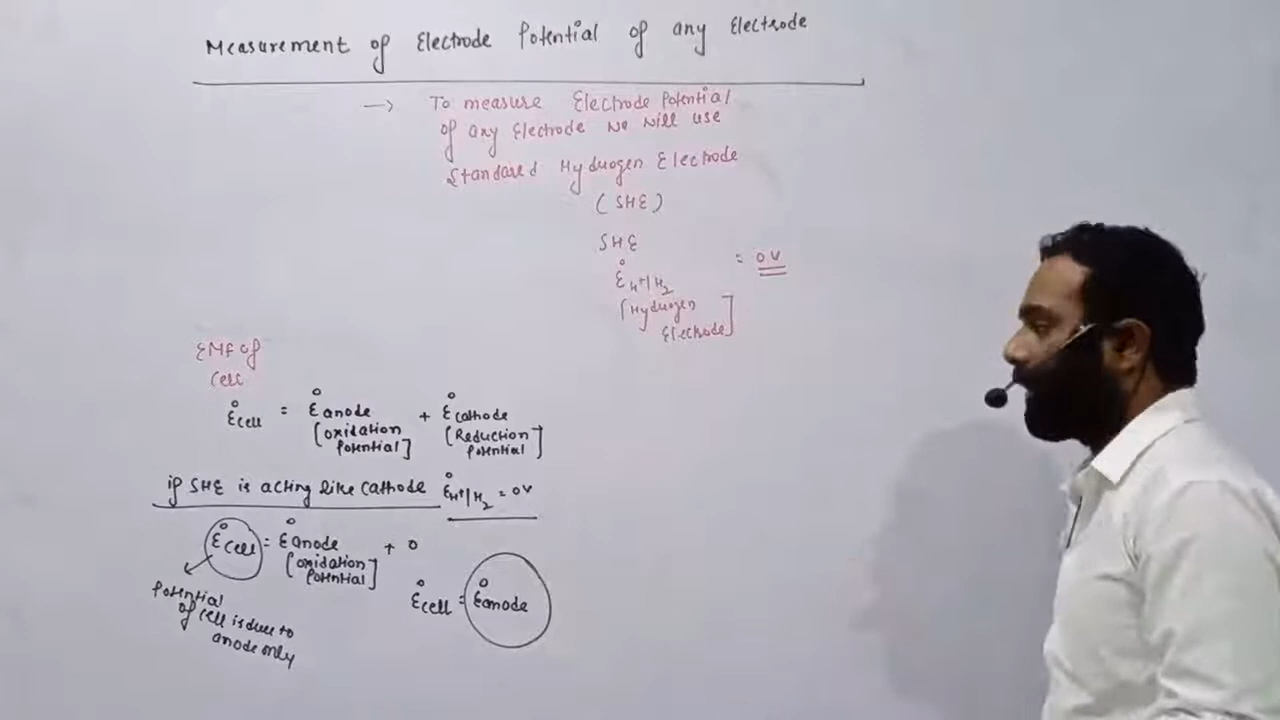 Measurement of Electrode Potential of any Electrode
→ To measure Electrode Potential
of any Electrode we will use
Standared Hydrogen Electrode
(SHE)
SHE
E°H+/H2 = 0V
[Hydrogen
Electrode]
EMF of
Cell
E°cell = E°anode + E°cathode
[oxidation [Reduction
Potential] Potential]
if SHE is acting like Cathode E°H+/H2 = 0V
E°cell = E°anode + 0
[oxidation
Potential]
E°cell = E°anode
Potential
of cell is due to
anode only